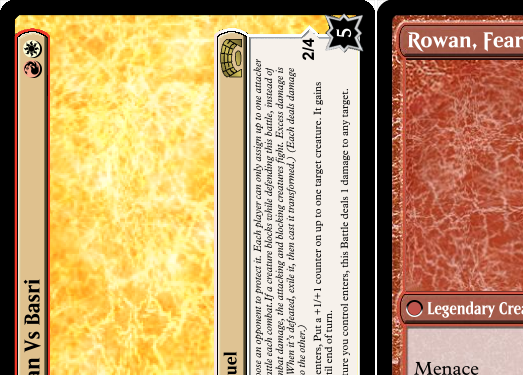 an Vs Basri
uel
2/4
5
ose an opponent to protect it. Each player can only assign up to one attacker
attle each combat. If a creature blocks while defending this battle, instead of
mbat damage, the attacking and blocking creatures fight. Excess damage is
When it's defeated, exile it, then cast it transformed.) (Each deals damage
o the other.)
enters, Put a +1/+1 counter on up to one target creature. It gains
til end of turn.
ture you control enters, this Battle deals 1 damage to any target.
Rowan, Fear
Legendary Crea
Menace